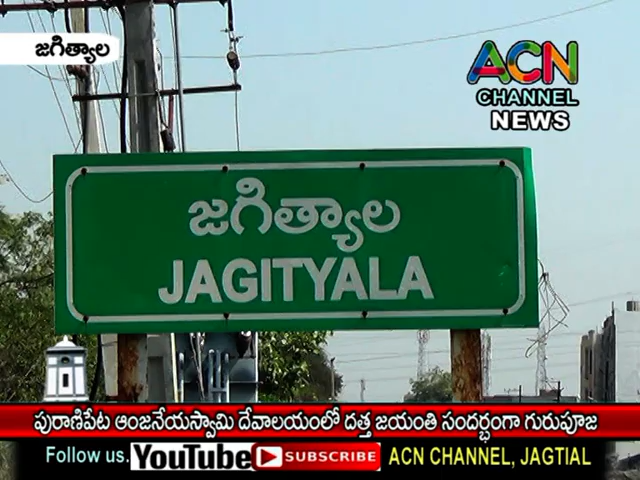 జగిత్యాల
ACN
CHANNEL
NEWS
జగిత్యాల
JAGITYALA
పురాణిపేట ఆంజనేయస్వామి దేవాలయంలో దత్త జయంతి సందర్భంగా గురుపూజ
Follow us. YouTube SUBSCRIBE ACN CHANNEL, JAGTIAL